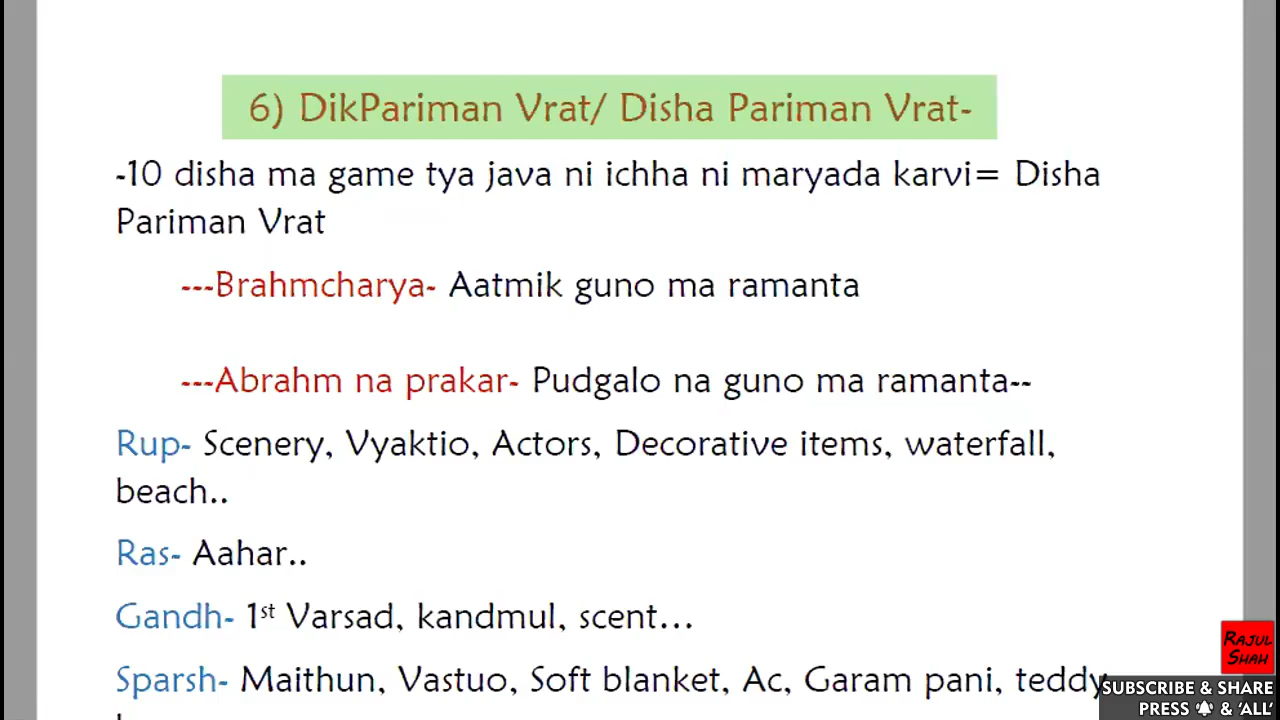 6) DikPariman Vrat/ Disha Pariman Vrat-
-10 disha ma game tya java ni ichha ni maryada karvi= Disha
Pariman Vrat
---Brahmcharya- Aatmik guno ma ramanta
---Abrahm na prakar- Pudgalo na guno ma ramanta--
Rup- Scenery, Vyaktio, Actors, Decorative items, waterfall,
beach..
Ras- Aahar..
Gandh- 1st Varsad, kandmul, scent...
Sparsh- Maithun, Vastuo, Soft blanket, Ac, Garam pani, teddy
RAJUL
SHAH
SUBSCRIBE & SHARE
PRESS 🔔 & 'ALL'